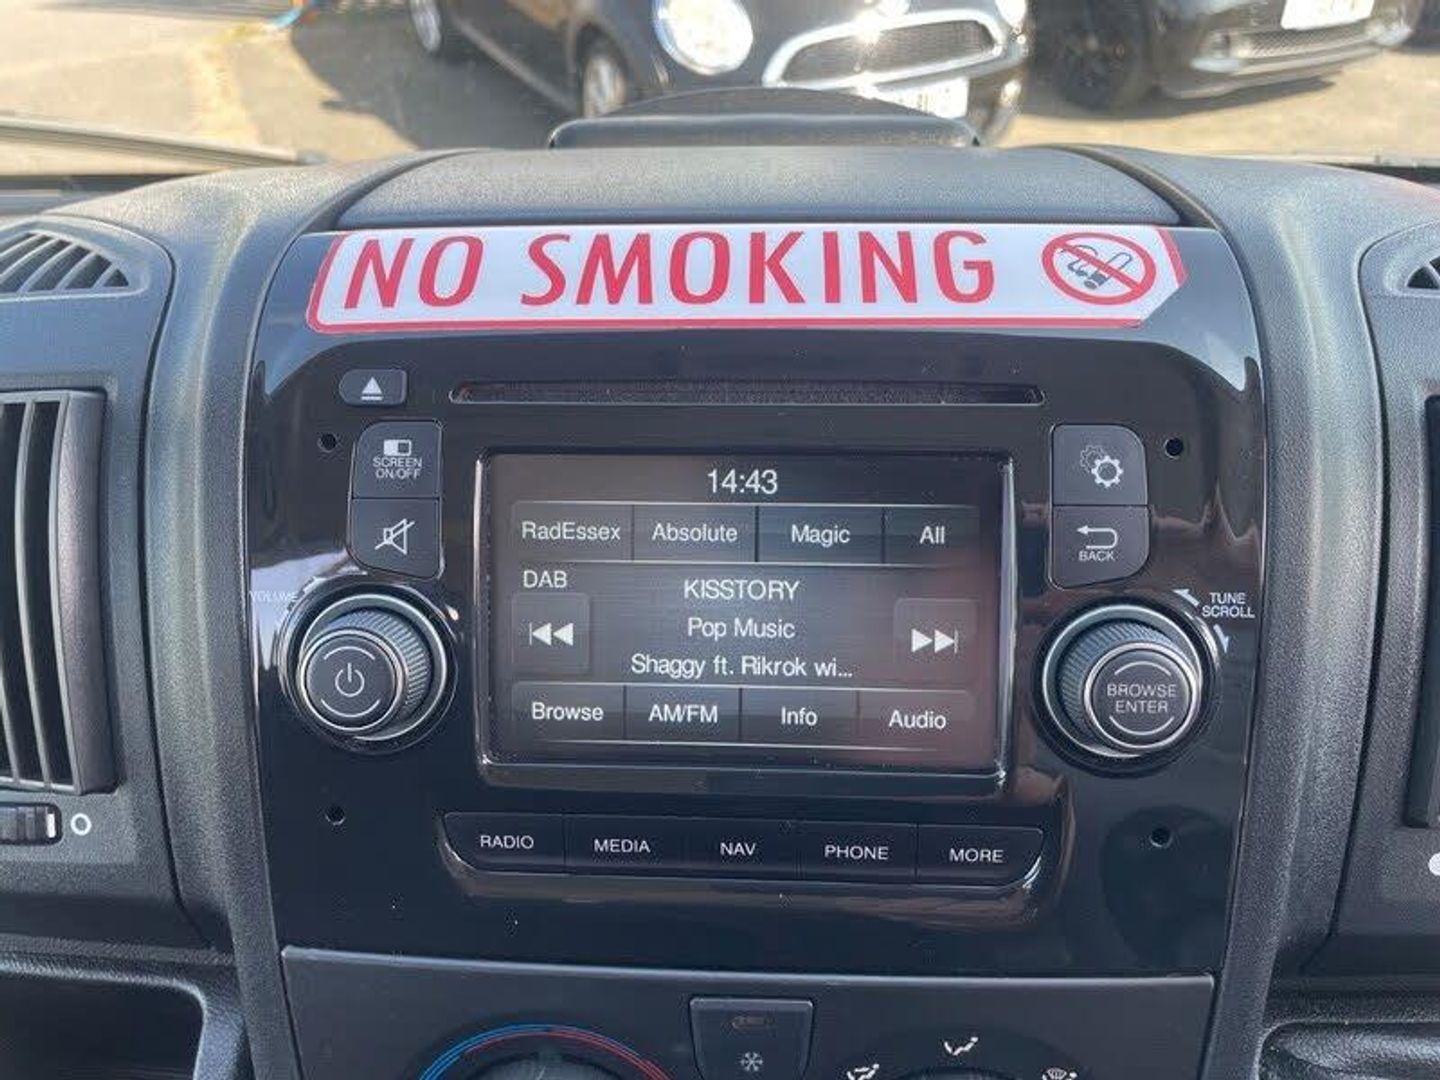 NO SMOKING
SCREEN
ON/OFF
14:43
RadEssex Absolute Magic All
DAB
KISSTORY
BACK
VOLUME
TUNE
SCROLL
Pop Music
Shaggy ft. Rikrok wi...
BROWSE
ENTER
Browse AM/FM Info Audio
RADIO MEDIA NAV PHONE MORE